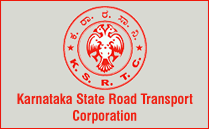 ಕ. ರ. ರ. ಸಾ. ಸಂ.
K. S. R. T. C.
Karnataka State Road Transport
Corporation